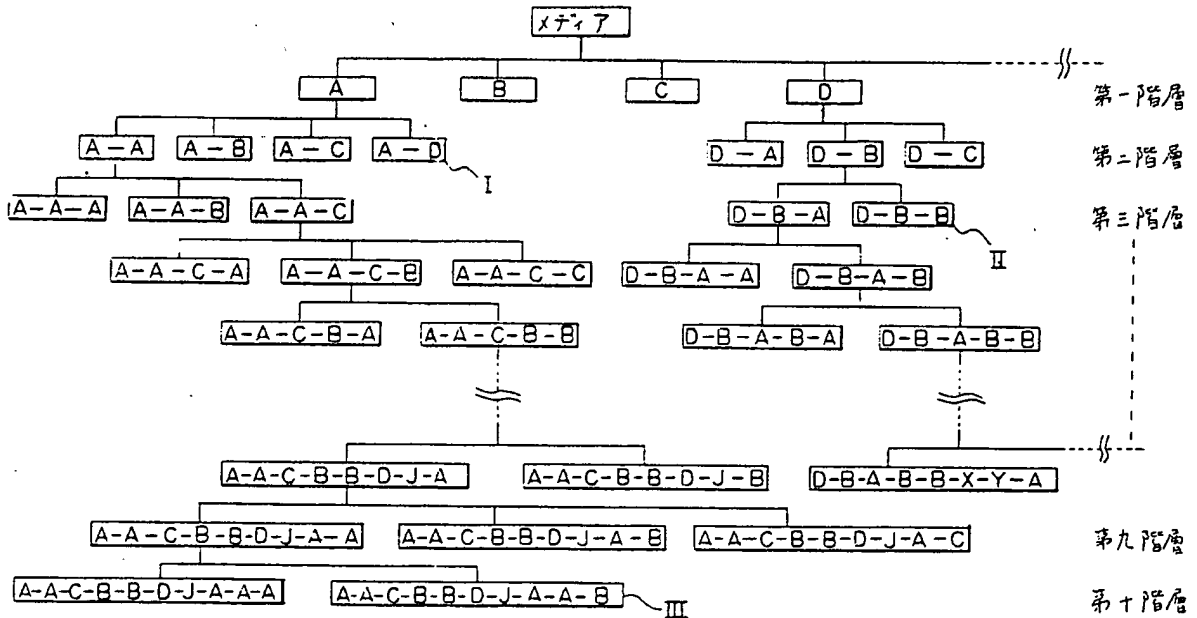 メディア
A B C D 第一階層
A-A A-B A-C A-D D-A D-B D-C 第二階層
I
A-A-A A-A-B A-A-C D-B-A D-B-B 第三階層
II
A-A-C-A A-A-C-B A-A-C-C D-B-A-A D-B-A-B
A-A-C-B-A A-A-C-B-B D-B-A-B-A D-B-A-B-B
A-A-C-B-B-D-J-A A-A-C-B-B-D-J-B D-B-A-B-B-X-Y-A
A-A-C-B-B-D-J-A-A A-A-C-B-B-D-J-A-B A-A-C-B-B-D-J-A-C 第九階層
A-A-C-B-B-D-J-A-A-A A-A-C-B-B-D-J-A-A-B 第十階層
III